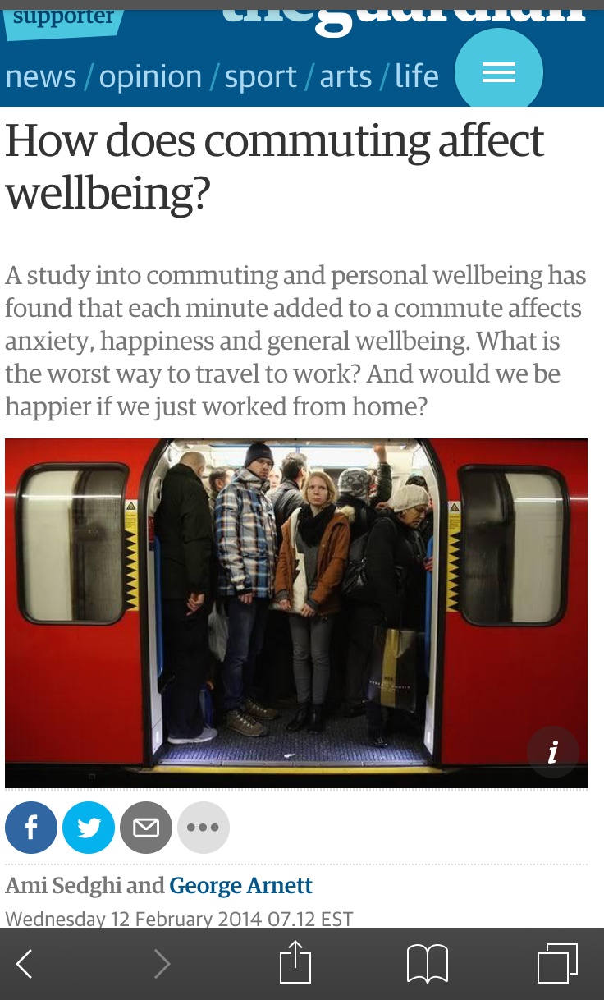 supporter
theguardian
news / opinion / sport / arts / life
How does commuting affect
wellbeing?
A study into commuting and personal wellbeing has
found that each minute added to a commute affects
anxiety, happiness and general wellbeing. What is
the worst way to travel to work? And would we be
happier if we just worked from home?
i
Ami Sedghi and George Arnett
Wednesday 12 February 2014 07.12 EST